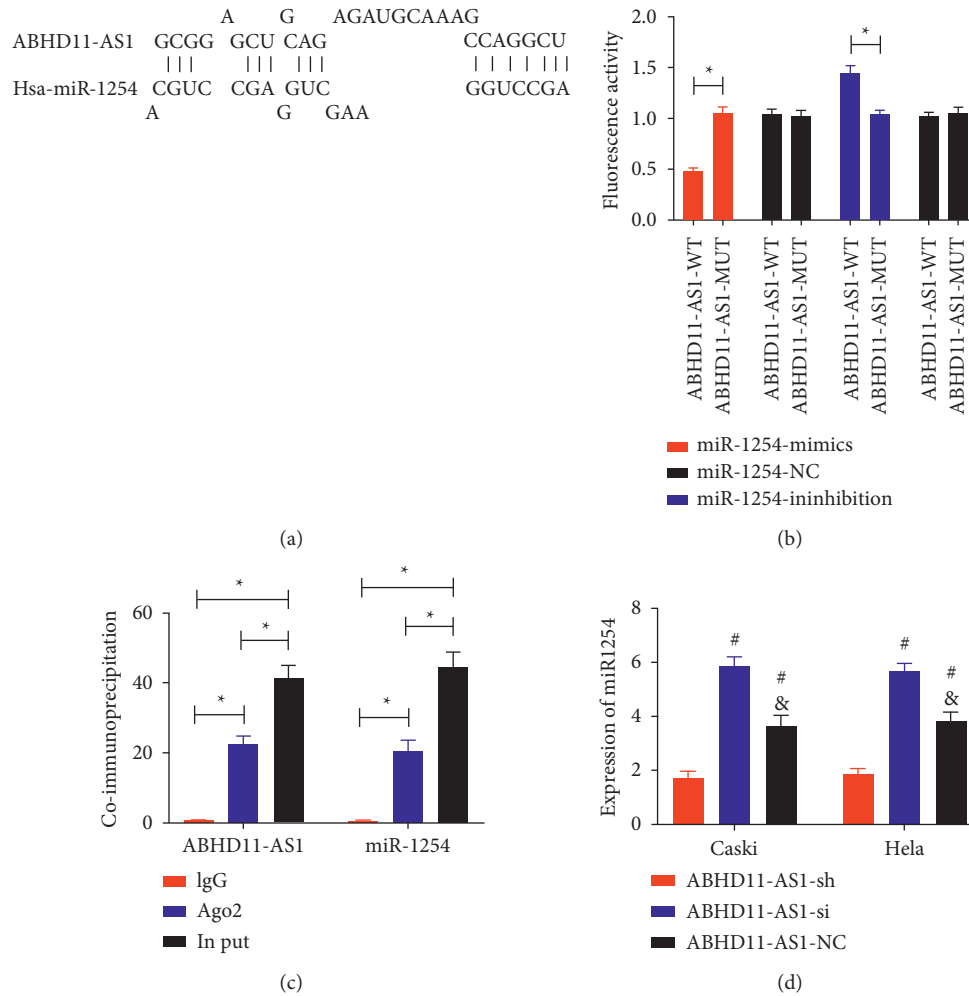 A G AGAUGCAAAG
ABHD11-AS1 GCGG GCU CAG CCAGGCU
Hsa-miR-1254 CGUC CGA GUC GGUCCGA
A G GAA
(a)
2.0
1.5
1.0
0.5
0.0
Fluorescence activity
* *
ABHD11-AS1-WT
ABHD11-AS1-MUT
ABHD11-AS1-WT
ABHD11-AS1-MUT
ABHD11-AS1-WT
ABHD11-AS1-MUT
ABHD11-AS1-WT
ABHD11-AS1-MUT
miR-1254-mimics
miR-1254-NC
miR-1254-ininhibition
(b)
60
40
20
0
Co-immunoprecipitation
* * * * * *
ABHD11-AS1 miR-1254
lgG
Ago2
In put
(c)
8
6
4
2
0
Expression of miR1254
# # & # # &
Caski Hela
ABHD11-AS1-sh
ABHD11-AS1-si
ABHD11-AS1-NC
(d)